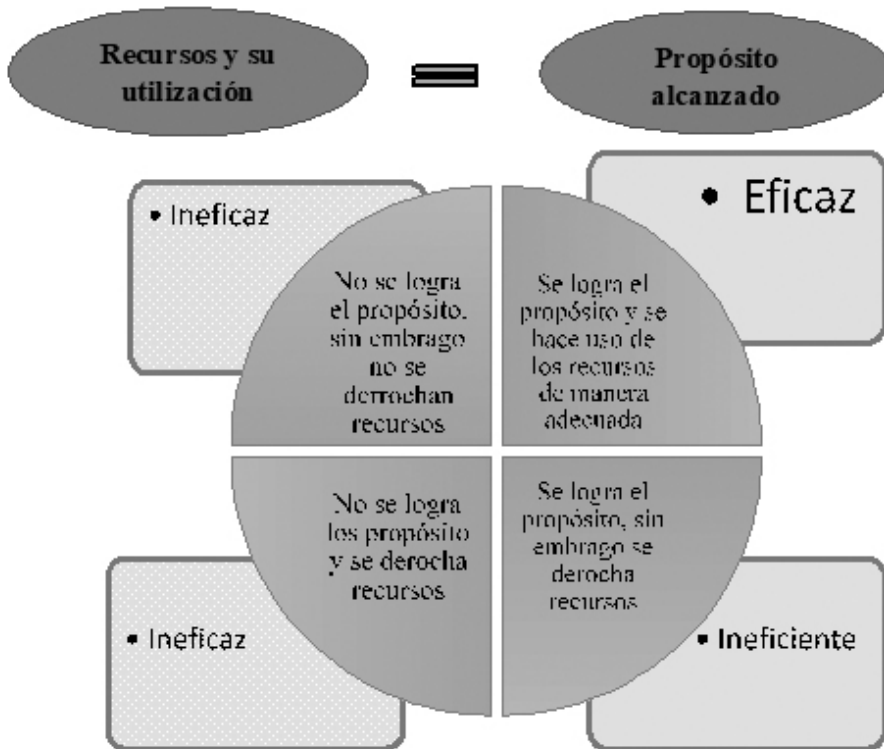 Recursos y su
utilización
Propósito
alcanzado
• Ineficaz
• Eficaz
No se logra
el propósito,
sin embrago
no se
derrochan
recursos
Se logra el
propósito y se
hace uso de
los recursos
de manera
adecuada
No se logra
los propósito
y se derocha
recursos
Se logra el
propósito, sin
embrago se
derocha
recursos
• Ineficaz
• Ineficiente